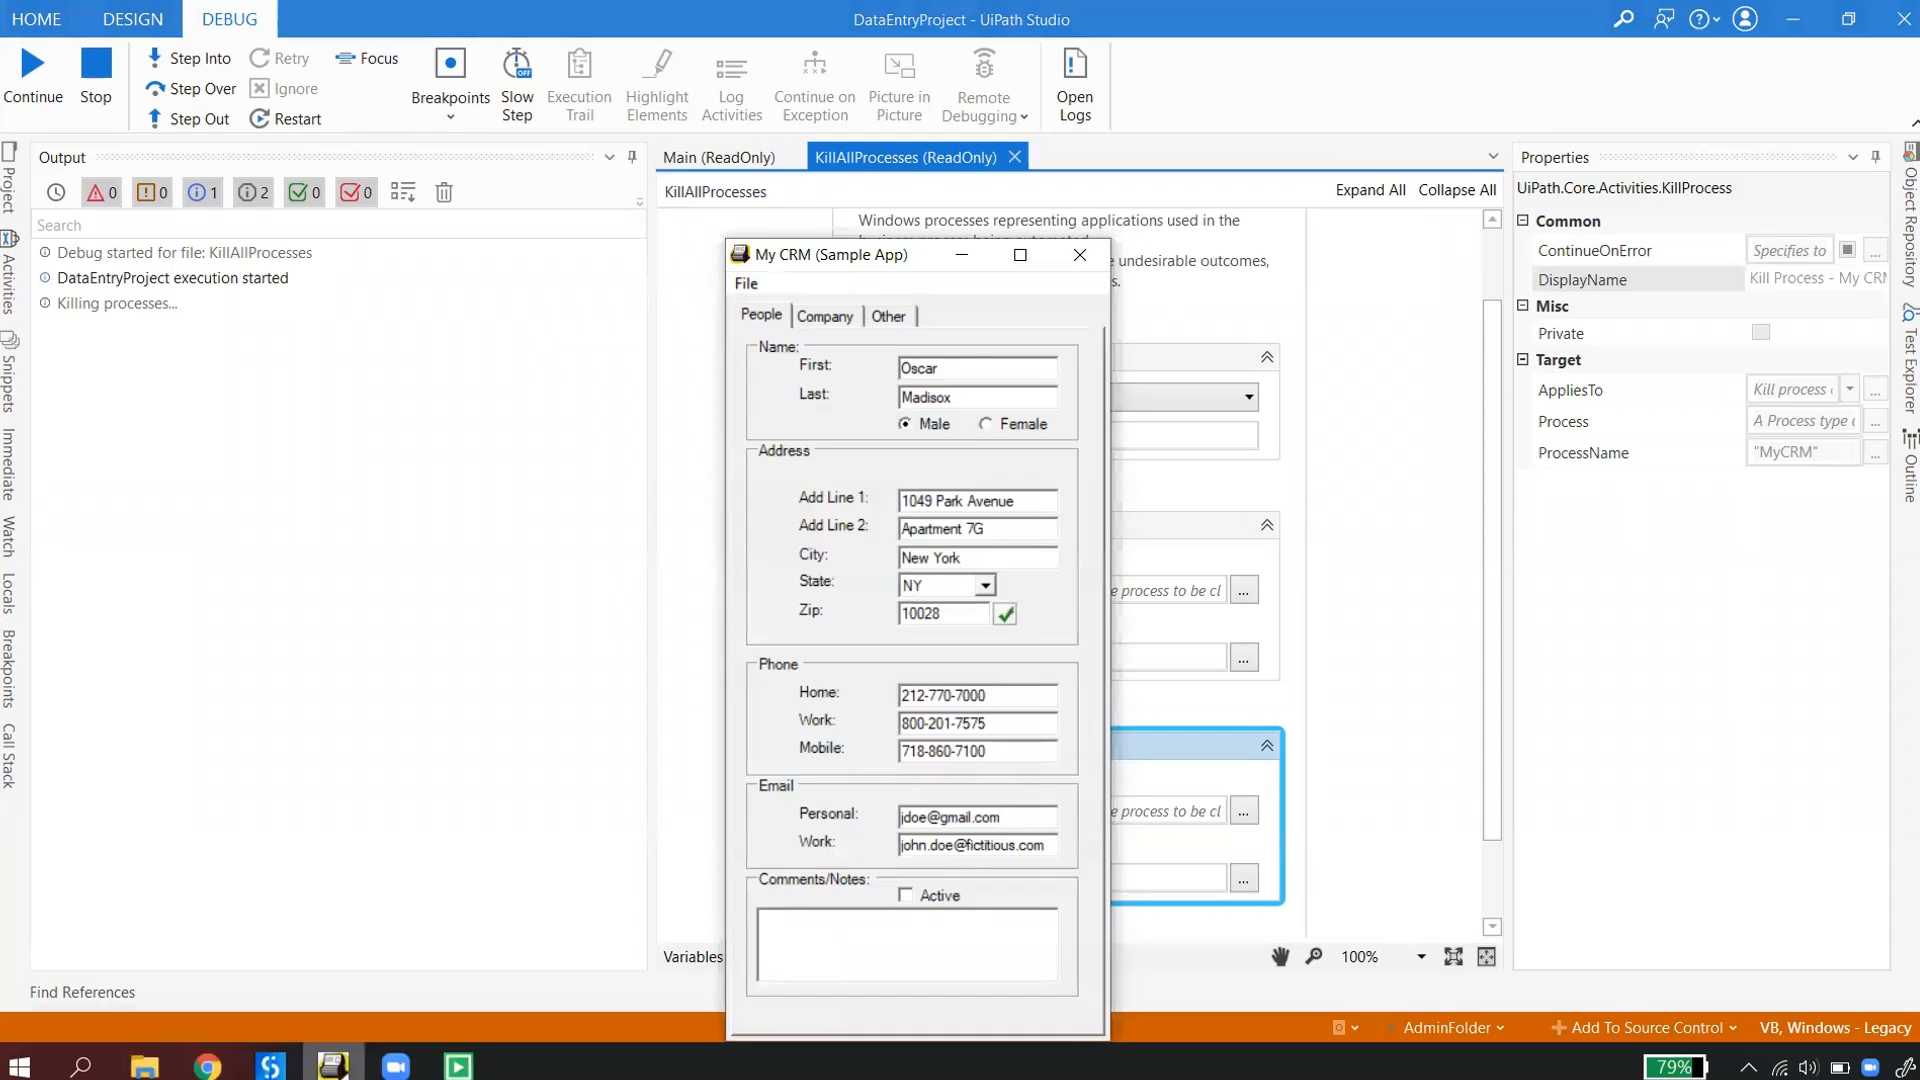 HOME DESIGN DEBUG DataEntryProject - UiPath Studio
Continue Stop Step Into Step Over Step Out Retry Ignore Restart Focus Breakpoints
Slow Step
Execution Trail
Highlight Elements
Log Activities
Continue on Exception
Picture in Picture
Remote Debugging
Open Logs
Project
Activities
Snippets
Immediate
Watch
Locals
Breakpoints
Call Stack
Output
0 0 1 2 0 0
Search
Debug started for file: KillAllProcesses
DataEntryProject execution started
Killing processes...
Find References
Main (ReadOnly) KillAllProcesses (ReadOnly)
KillAllProcesses Expand All Collapse All
Windows processes representing applications used in the
undesirable outcomes,
s.
e process to be cl ...
...
e process to be cl ...
...
Variables 100%
My CRM (Sample App)
File
People Company Other
Name:
First: Oscar
Last: Madisox
Male Female
Address
Add Line 1: 1049 Park Avenue
Add Line 2: Apartment 7G
City: New York
State: NY
Zip: 10028
Phone
Home: 212-770-7000
Work: 800-201-7575
Mobile: 718-860-7100
Email
Personal: jdoe@gmail.com
Work: john.doe@fictitious.com
Comments/Notes: Active
Properties
UiPath.Core.Activities.KillProcess
Common
ContinueOnError Specifies to ...
DisplayName Kill Process - My CRM
Misc
Private
Target
AppliesTo Kill process ...
Process A Process type ...
ProcessName "MyCRM" ...
Object Repository
Test Explorer
Outline
AdminFolder Add To Source Control VB, Windows - Legacy
79%